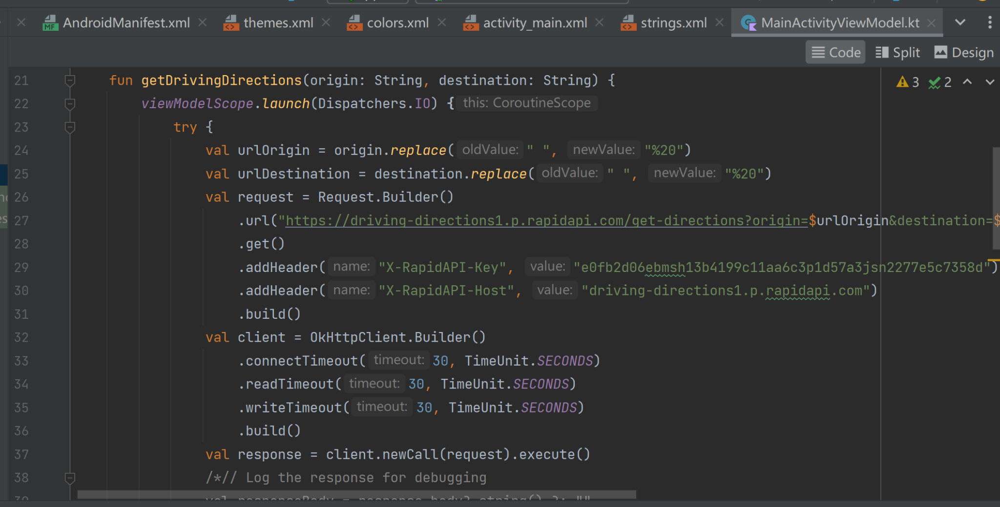 AndroidManifest.xml themes.xml colors.xml activity_main.xml strings.xml MainActivityViewModel.kt
Code Split Design
21 fun getDrivingDirections(origin: String, destination: String) { 3 2
22 viewModelScope.launch(Dispatchers.IO) { this: CoroutineScope
23 try {
24 val urlOrigin = origin.replace( oldValue: " ", newValue: "%20")
25 val urlDestination = destination.replace( oldValue: " ", newValue: "%20")
26 val request = Request.Builder()
27 .url("https://driving-directions1.p.rapidapi.com/get-directions?origin=$urlOrigin&destination=$
28 .get()
29 .addHeader( name: "X-RapidAPI-Key", value: "e0fb2d06ebmsh13b4199c11aa6c3p1d57a3jsn2277e5c7358d")
30 .addHeader( name: "X-RapidAPI-Host", value: "driving-directions1.p.rapidapi.com")
31 .build()
32 val client = OkHttpClient.Builder()
33 .connectTimeout( timeout: 30, TimeUnit.SECONDS)
34 .readTimeout( timeout: 30, TimeUnit.SECONDS)
35 .writeTimeout( timeout: 30, TimeUnit.SECONDS)
36 .build()
37 val response = client.newCall(request).execute()
38 /*// Log the response for debugging
39 val responseBody = response.body?.string() ?: ""